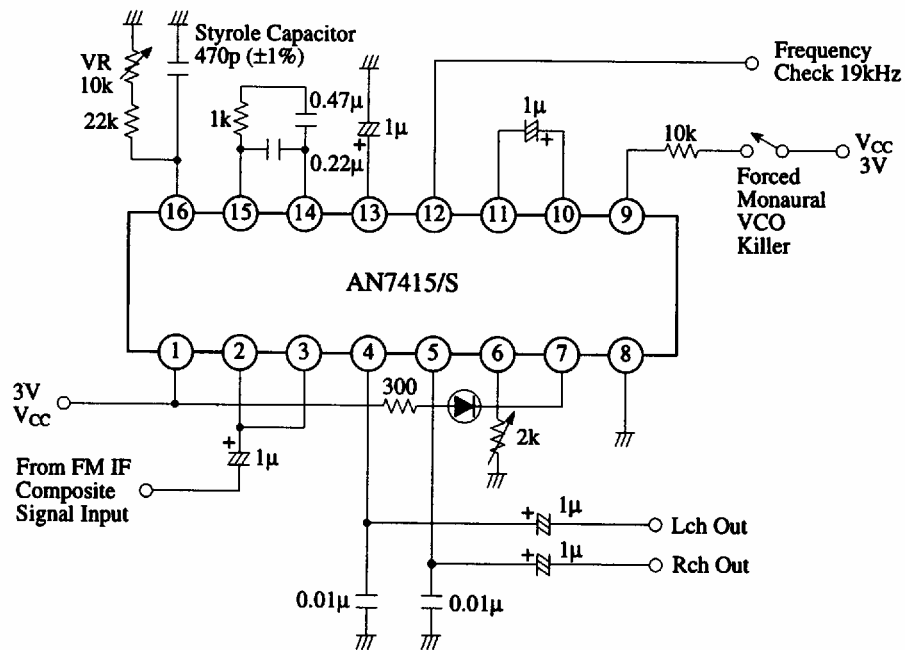 Styrole Capacitor
470p (±1%)
VR
10k
22k
1k
0.47μ
0.22μ
1μ
+
1μ
+
Frequency
Check 19kHz
10k
VCC
3V
Forced
Monaural
VCO
Killer
16
15
14
13
12
11
10
9
AN7415/S
1
2
3
4
5
6
7
8
3V
VCC
300
2k
+
1μ
From FM IF
Composite
Signal Input
+
1μ
Lch Out
+
1μ
Rch Out
0.01μ
0.01μ